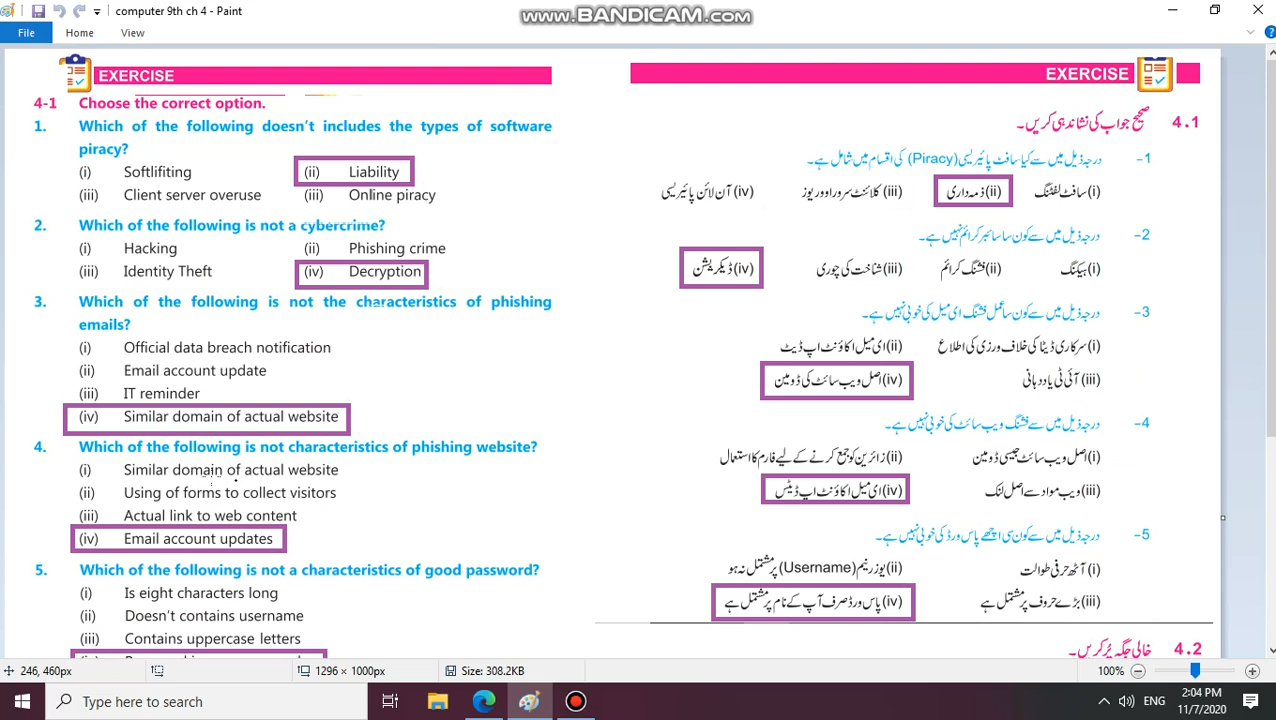 computer 9th ch 4 - Paint
www.BANDICAM.com
File Home View
EXERCISE
4-1 Choose the correct option.
1. Which of the following doesn't includes the types of software
piracy?
(i) Softlifiting (ii) Liability
(iii) Client server overuse (iii) Online piracy
2. Which of the following is not a cybercrime?
(i) Hacking (ii) Phishing crime
(iii) Identity Theft (iv) Decryption
3. Which of the following is not the characteristics of phishing
emails?
(i) Official data breach notification
(ii) Email account update
(iii) IT reminder
(iv) Similar domain of actual website
4. Which of the following is not characteristics of phishing website?
(i) Similar domain of actual website
(ii) Using of forms to collect visitors
(iii) Actual link to web content
(iv) Email account updates
5. Which of the following is not a characteristics of good password?
(i) Is eight characters long
(ii) Doesn't contains username
(iii) Contains uppercase letters
EXERCISE
4.1 صحیح جواب کی نشاندہی کریں۔
-1 درجہ ذیل میں سے کیا سافٹ پائیریسی (Piracy) کی اقسام میں شامل ہے۔
(i) سافٹ لفٹنگ (ii) ذمہ داری (iii) کلائنٹ سرور اوور یوز (iv) آن لائن پائیریسی
-2 درجہ ذیل میں سے کون سا سائبر کرائم نہیں ہے۔
(i) ہیکنگ (ii) فشنگ کرائم (iii) شناخت کی چوری (iv) ڈیکریشن
-3 درجہ ذیل میں سے کون سا عمل فشنگ ای میل کی خوبی نہیں ہے۔
(i) سرکاری ڈیٹا کی خلاف ورزی کی اطلاع (ii) ای میل اکاؤنٹ اپ ڈیٹ
(iii) آئی ٹی یاددہانی (iv) اصل ویب سائٹ کی ڈومین
-4 درجہ ذیل میں سے کون سی فشنگ ویب سائٹ کی خوبی نہیں ہے۔
(i) اصل ویب سائٹ جیسی ڈومین (ii) زائرین کو جمع کرنے کے لیے فارم کا استعمال
(iii) ویب مواد سے اصل لنک (iv) ای میل اکاؤنٹ اپ ڈیٹس
-5 درجہ ذیل میں سے کون سی اچھے پاس ورڈ کی خوبی نہیں ہے۔
(i) آٹھ حرفی طوالت (ii) یوزر نیم (Username) پر مشتمل نہ ہو
(iii) بڑے حروف پر مشتمل ہے (iv) پاس ورڈ صرف آپ کے نام پر مشتمل ہے
4.2 خالی جگہ پُر کریں۔
246, 460px 1296 × 1000px Size: 308.2KB 100%
Type here to search ENG 2:04 PM
11/7/2020